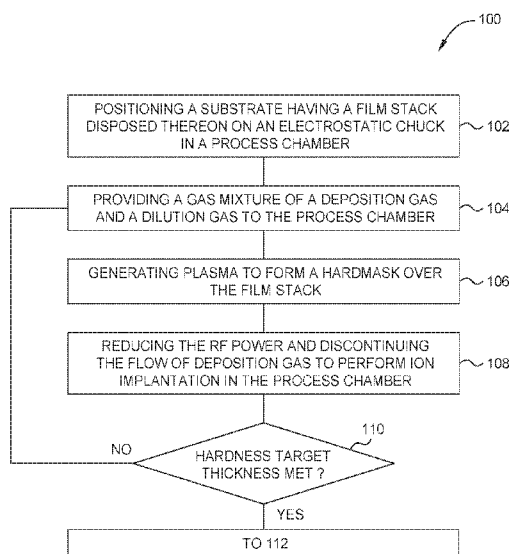 100
POSITIONING A SUBSTRATE HAVING A FILM STACK
DISPOSED THEREON ON AN ELECTROSTATIC CHUCK
IN A PROCESS CHAMBER
102
PROVIDING A GAS MIXTURE OF A DEPOSITION GAS
AND A DILUTION GAS TO THE PROCESS CHAMBER
104
GENERATING PLASMA TO FORM A HARDMASK OVER
THE FILM STACK
106
REDUCING THE RF POWER AND DISCONTINUING
THE FLOW OF DEPOSITION GAS TO PERFORM ION
IMPLANTATION IN THE PROCESS CHAMBER
108
110
NO
HARDNESS TARGET
THICKNESS MET ?
YES
TO 112